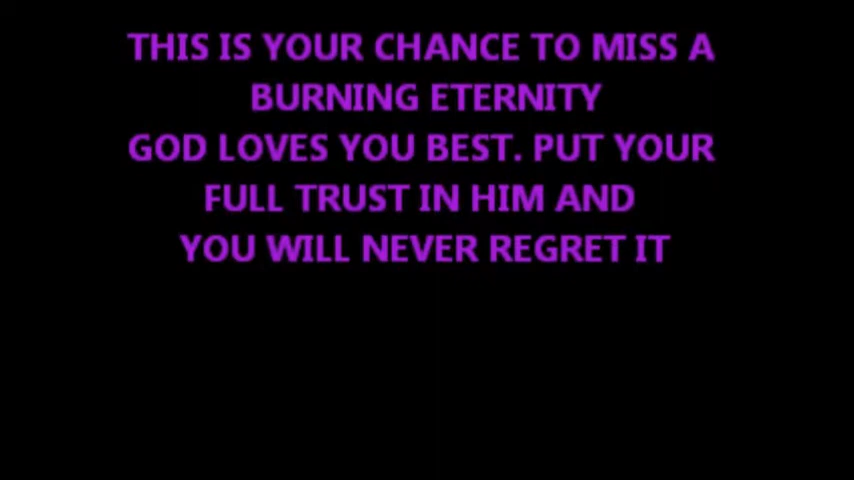 THIS IS YOUR CHANCE TO MISS A
BURNING ETERNITY
GOD LOVES YOU BEST. PUT YOUR
FULL TRUST IN HIM AND
YOU WILL NEVER REGRET IT